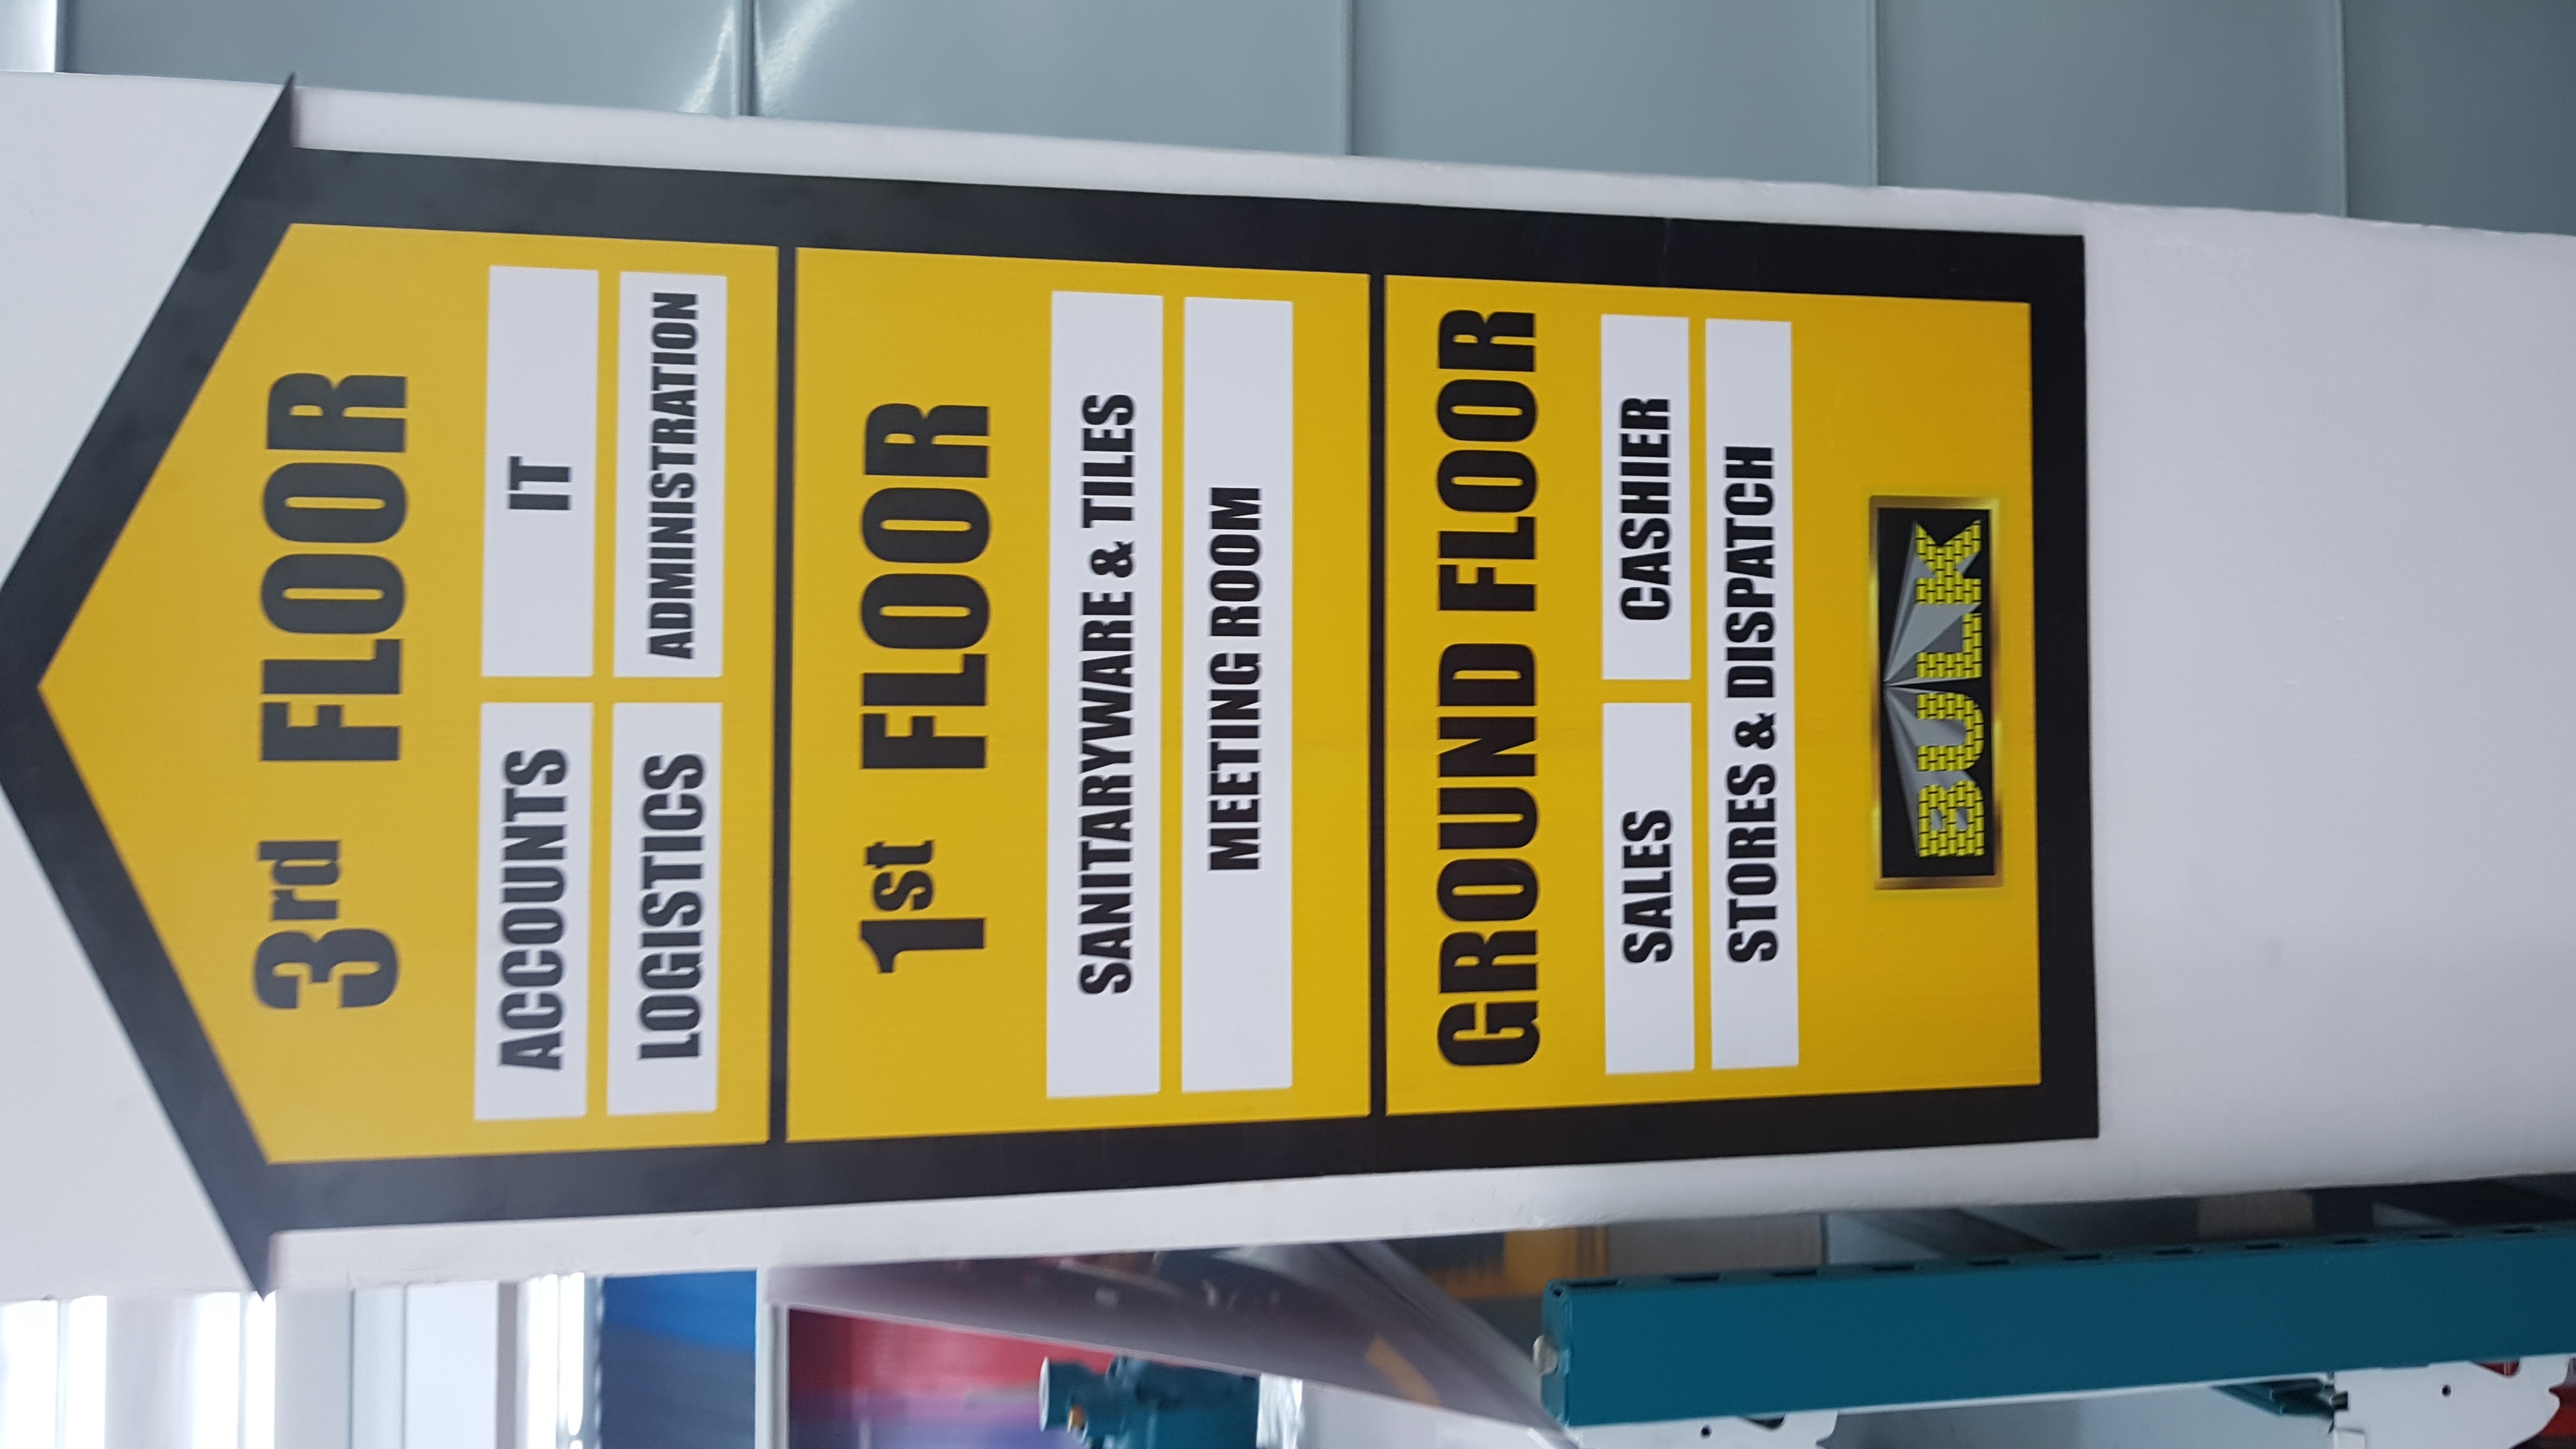 3rd FLOOR
ACCOUNTS IT
LOGISTICS ADMINISTRATION
1st FLOOR
SANITARYWARE & TILES
MEETING ROOM
GROUND FLOOR
SALES CASHIER
STORES & DISPATCH
BULK